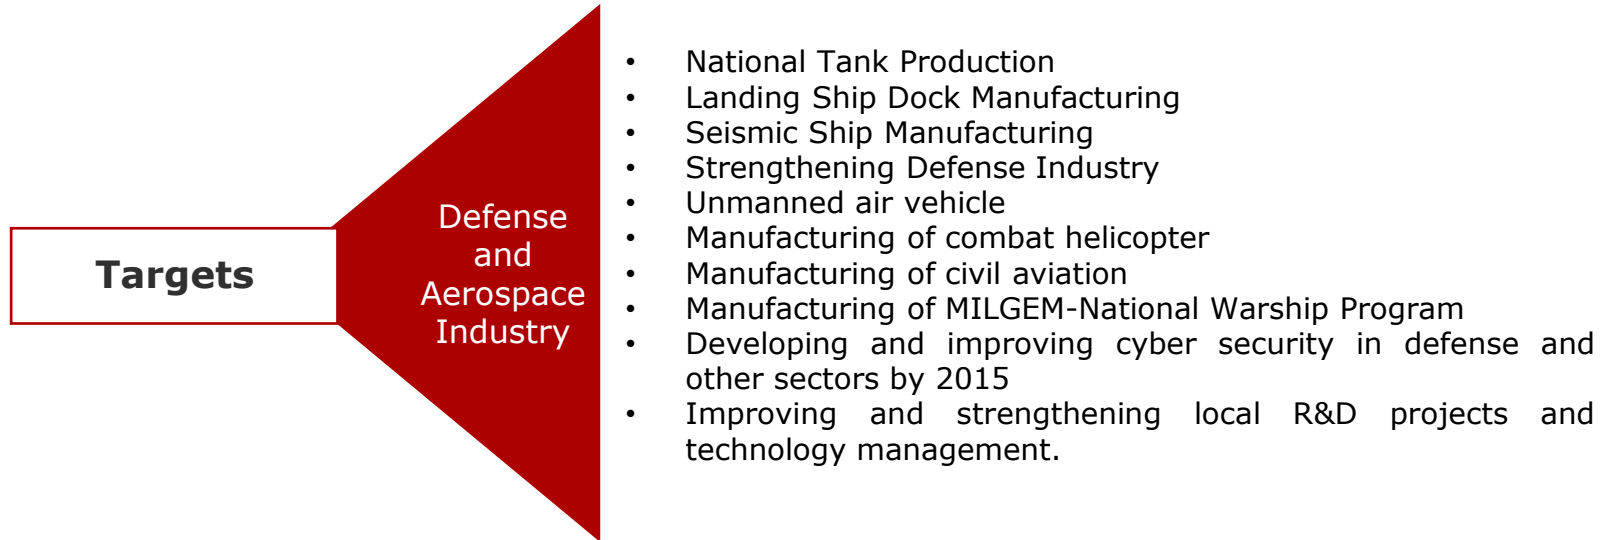 Targets
Defense
and
Aerospace
Industry
• National Tank Production
• Landing Ship Dock Manufacturing
• Seismic Ship Manufacturing
• Strengthening Defense Industry
• Unmanned air vehicle
• Manufacturing of combat helicopter
• Manufacturing of civil aviation
• Manufacturing of MILGEM-National Warship Program
• Developing and improving cyber security in defense and
other sectors by 2015
• Improving and strengthening local R&D projects and
technology management.